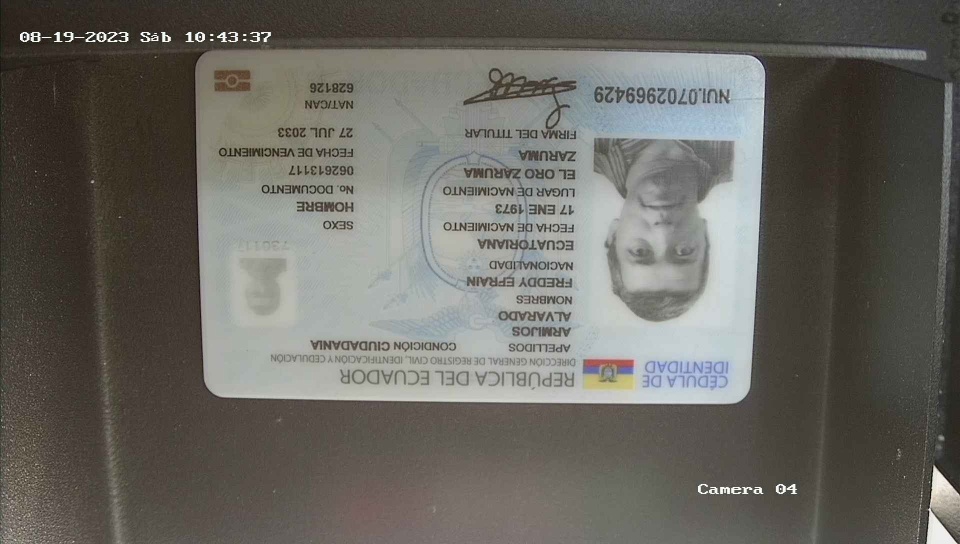 08-19-2023 Sáb 10:43:37
CÉDULA DE
IDENTIDAD
REPÚBLICA DEL ECUADOR
DIRECCIÓN GENERAL DE REGISTRO CIVIL, IDENTIFICACIÓN Y CEDULACIÓN
APELLIDOS
CONDICIÓN CIUDADANÍA
ARMIJOS
ALVARADO
NOMBRES
FREDDY EFRAIN
NACIONALIDAD
ECUATORIANA
FECHA DE NACIMIENTO
17 ENE 1973
LUGAR DE NACIMIENTO
EL ORO ZARUMA
ZARUMA
FIRMA DEL TITULAR
SEXO
HOMBRE
No. DOCUMENTO
062613117
FECHA DE VENCIMIENTO
27 JUL 2033
NAT/CAN
628126
NUI.0702969429
Camera 04